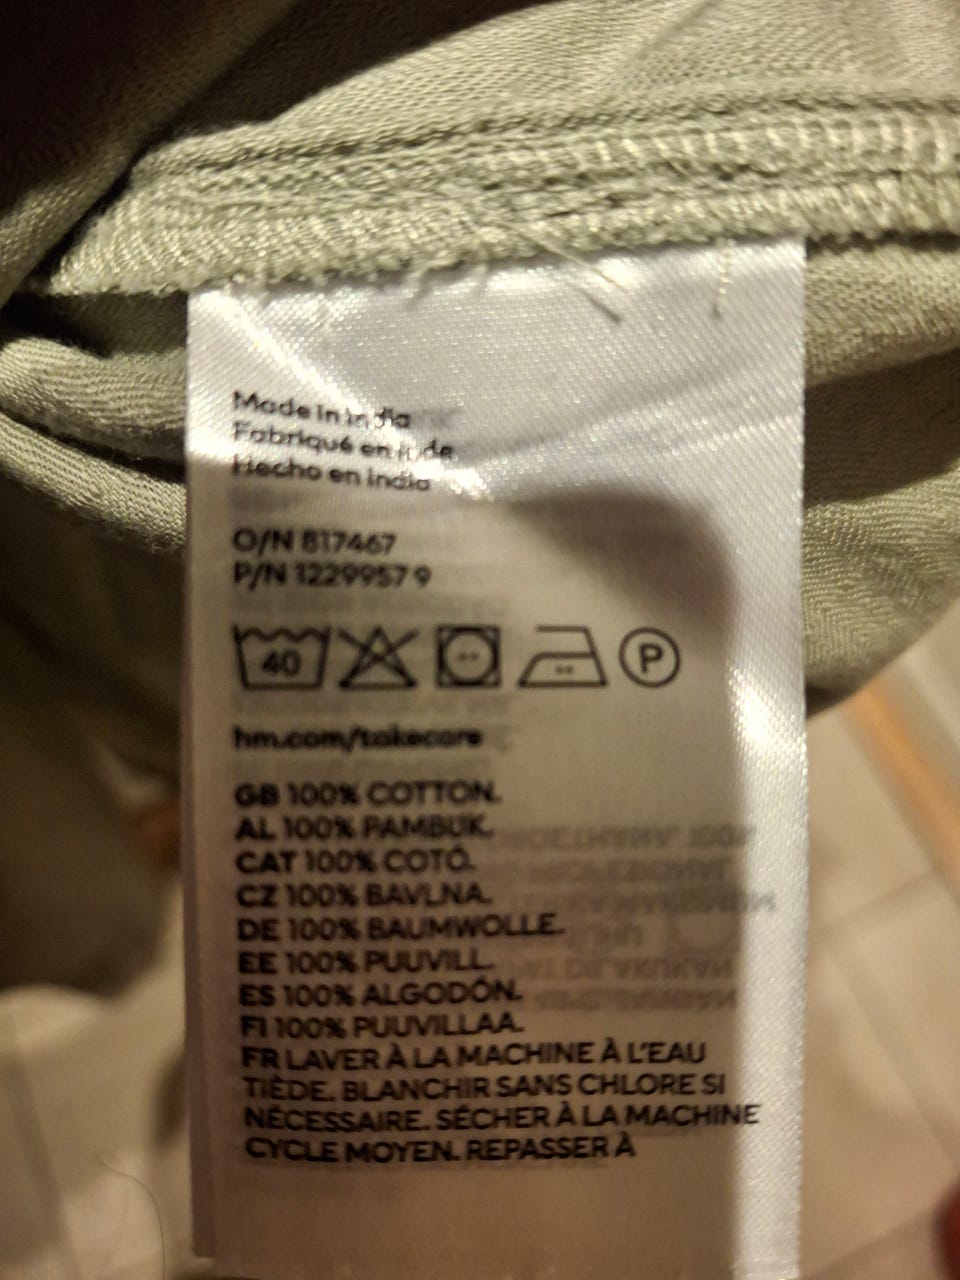 Made in India
Fabriqué en Inde
Hecho en India
O/N 817467
P/N 1229957 9
40 P
hm.com/takecare
GB 100% COTTON.
AL 100% PAMBUK.
CAT 100% COTÓ.
CZ 100% BAVLNA.
DE 100% BAUMWOLLE.
EE 100% PUUVILL.
ES 100% ALGODÓN.
FI 100% PUUVILLAA.
FR LAVER À LA MACHINE À L'EAU
TIÈDE. BLANCHIR SANS CHLORE SI
NÉCESSAIRE. SÉCHER À LA MACHINE
CYCLE MOYEN. REPASSER À